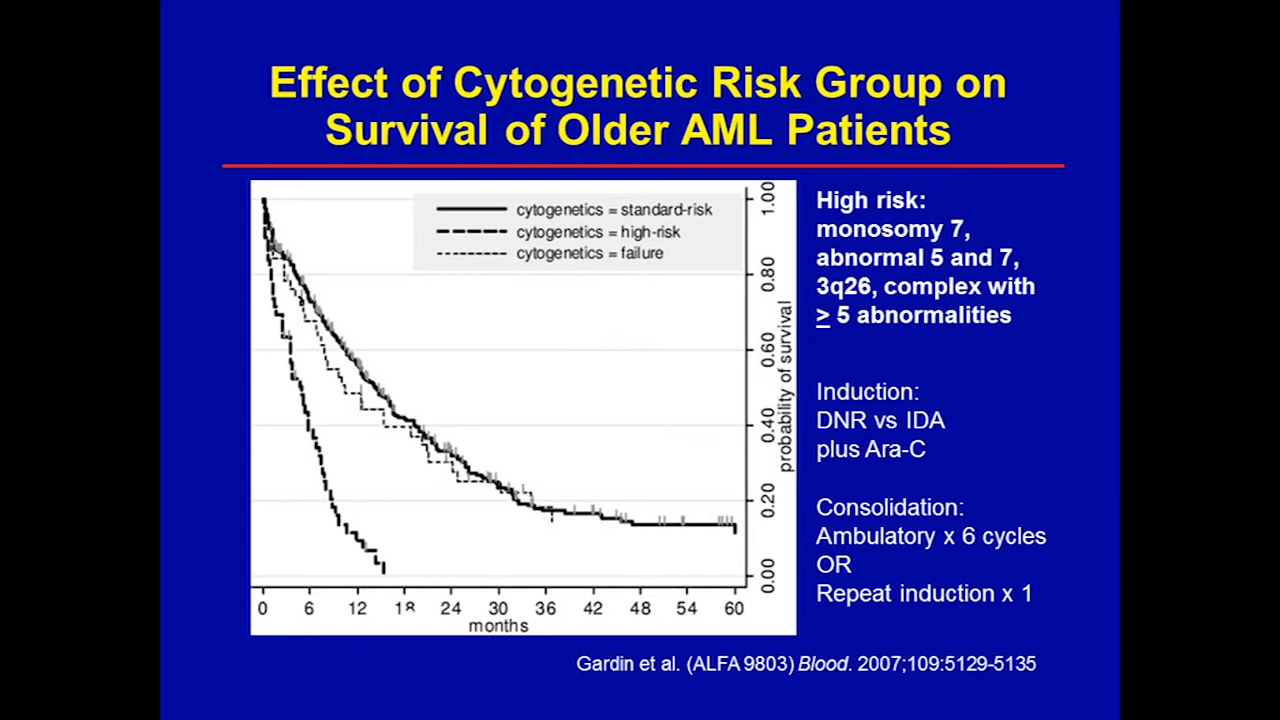 Effect of Cytogenetic Risk Group on
Survival of Older AML Patients
cytogenetics = standard-risk
cytogenetics = high-risk
cytogenetics = failure
1.00
0.80
0.60
0.40
0.20
0.00
probability of survival
0 6 12 18 24 30 36 42 48 54 60
months
High risk:
monosomy 7,
abnormal 5 and 7,
3q26, complex with
≥ 5 abnormalities
Induction:
DNR vs IDA
plus Ara-C
Consolidation:
Ambulatory x 6 cycles
OR
Repeat induction x 1
Gardin et al. (ALFA 9803) Blood. 2007;109:5129-5135